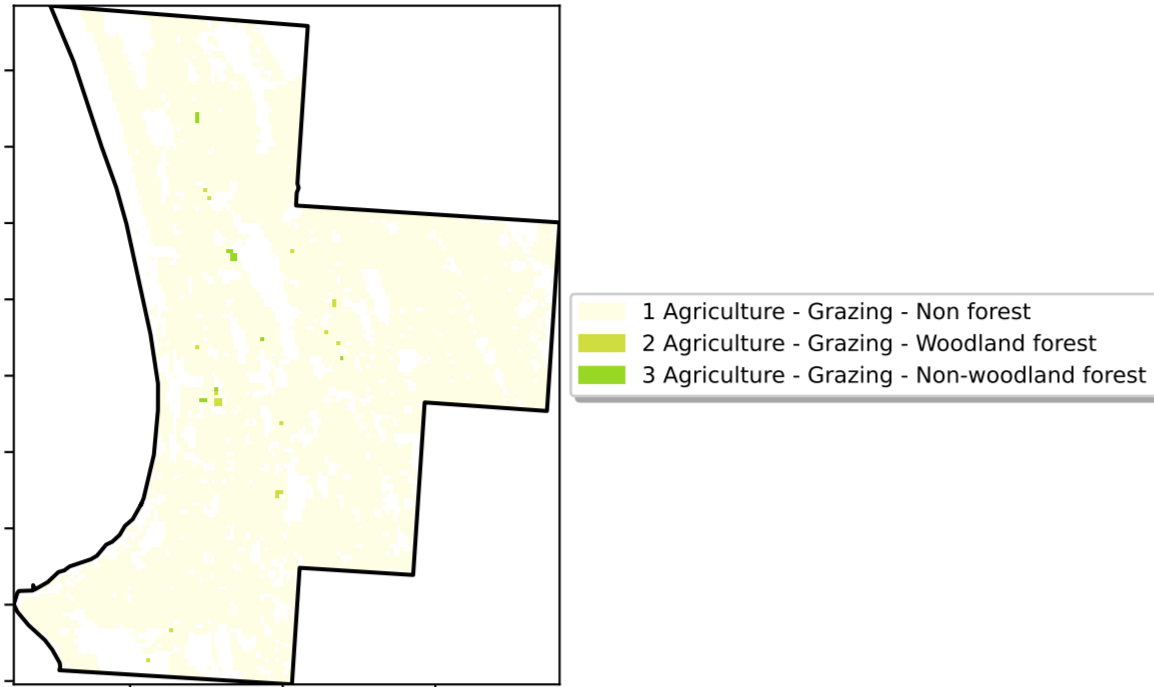 1 Agriculture - Grazing - Non forest
2 Agriculture - Grazing - Woodland forest
3 Agriculture - Grazing - Non-woodland forest